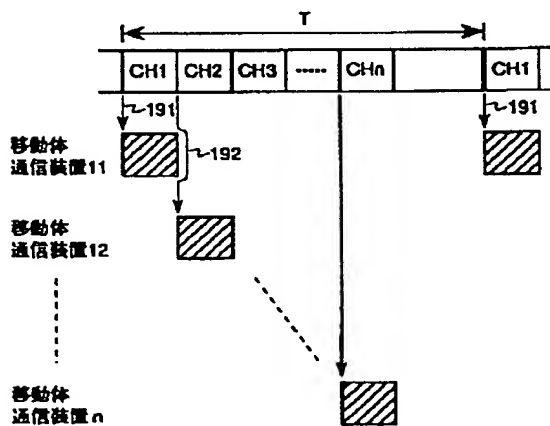 T
CH1 CH2 CH3 ----- CHn CH1
191 191
移動体
通信装置11
192
移動体
通信装置12
移動体
通信装置n